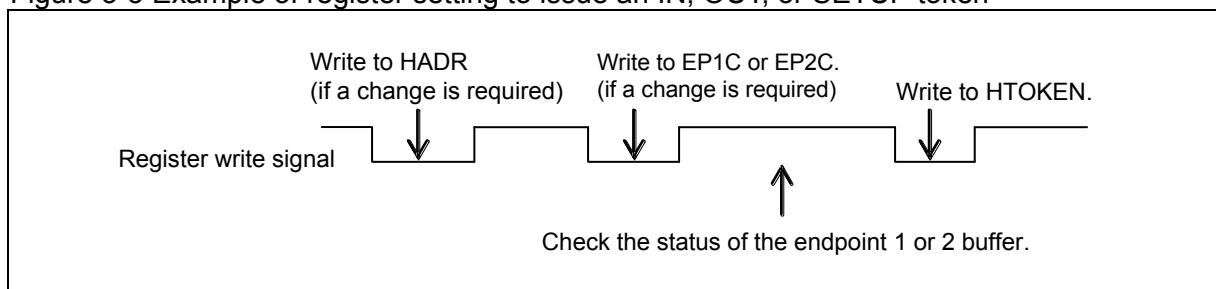 Write to HADR
(if a change is required)
Write to EP1C or EP2C.
(if a change is required)
Write to HTOKEN.
Register write signal
Check the status of the endpoint 1 or 2 buffer.